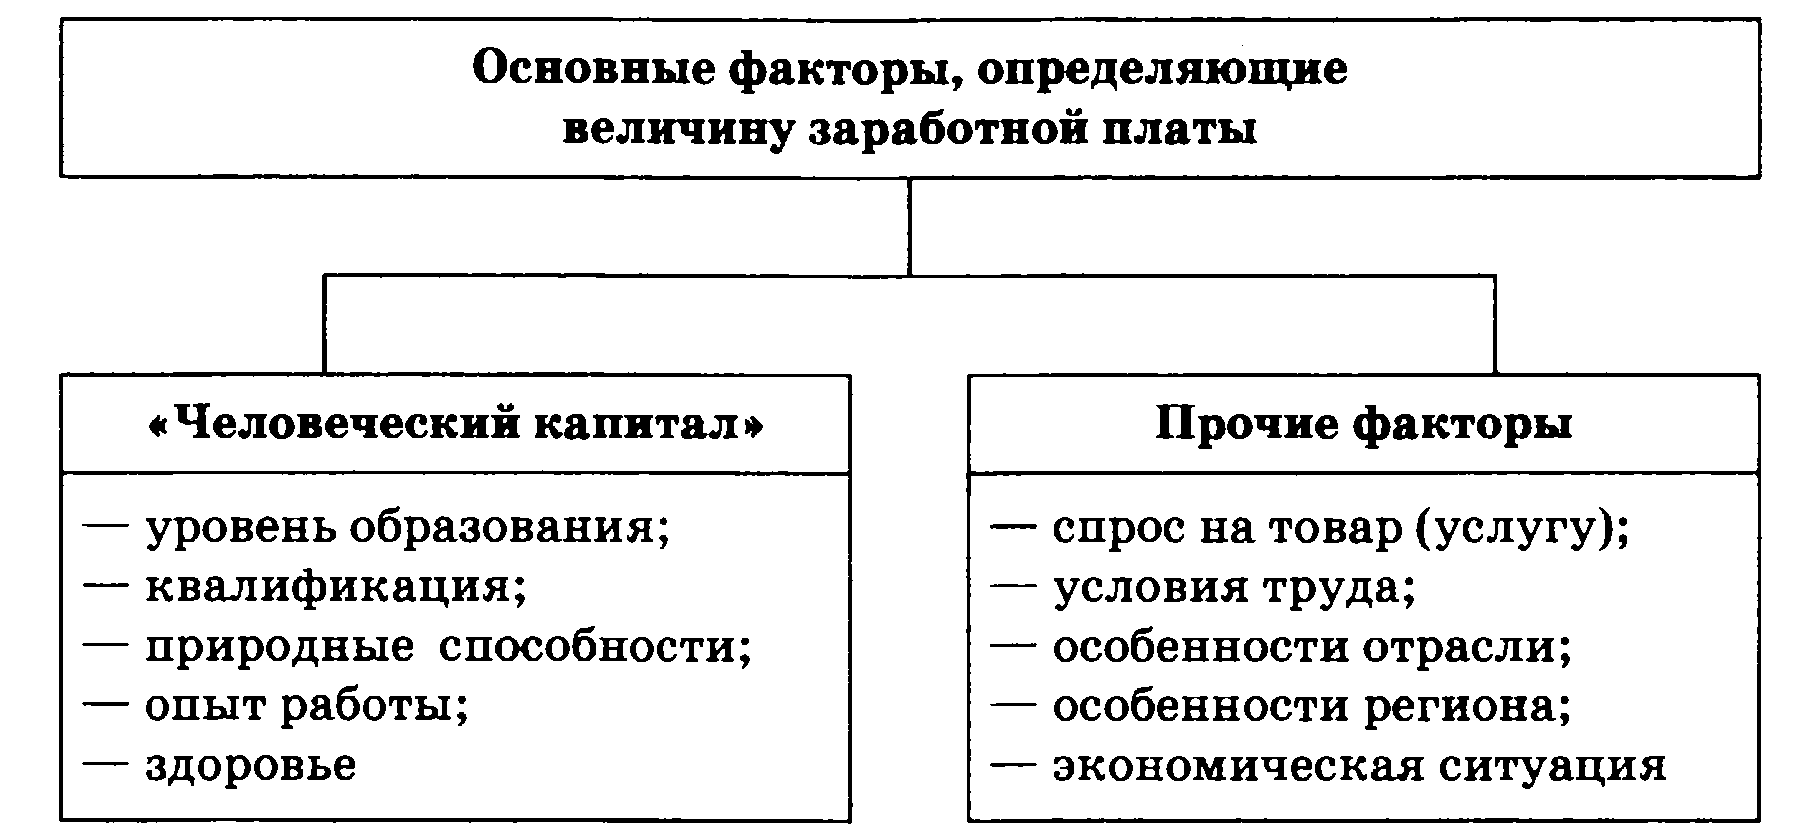 Основные факторы, определяющие
величину заработной платы
«Человеческий капитал»
— уровень образования;
— квалификация;
— природные способности;
— опыт работы;
— здоровье
Прочие факторы
— спрос на товар (услугу);
— условия труда;
— особенности отрасли;
— особенности региона;
— экономическая ситуация